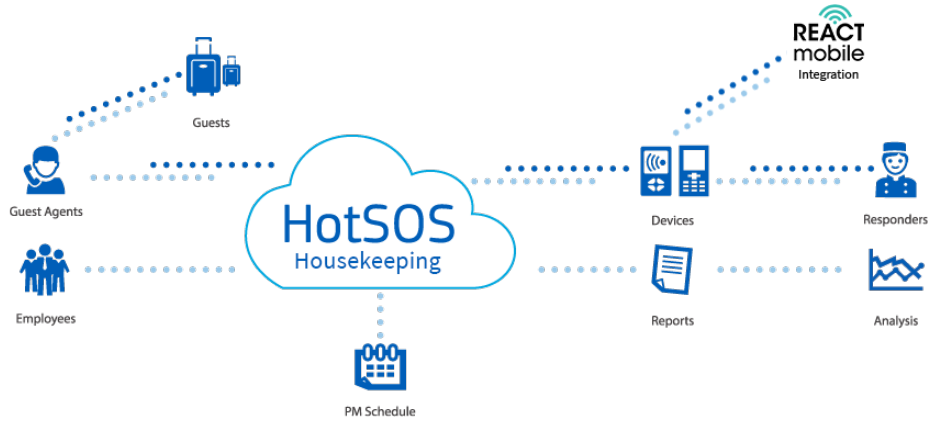 REACT
mobile
Integration
Guests
Guest Agents
HotSOS
Housekeeping
Devices
Responders
Employees
Reports
Analysis
PM Schedule